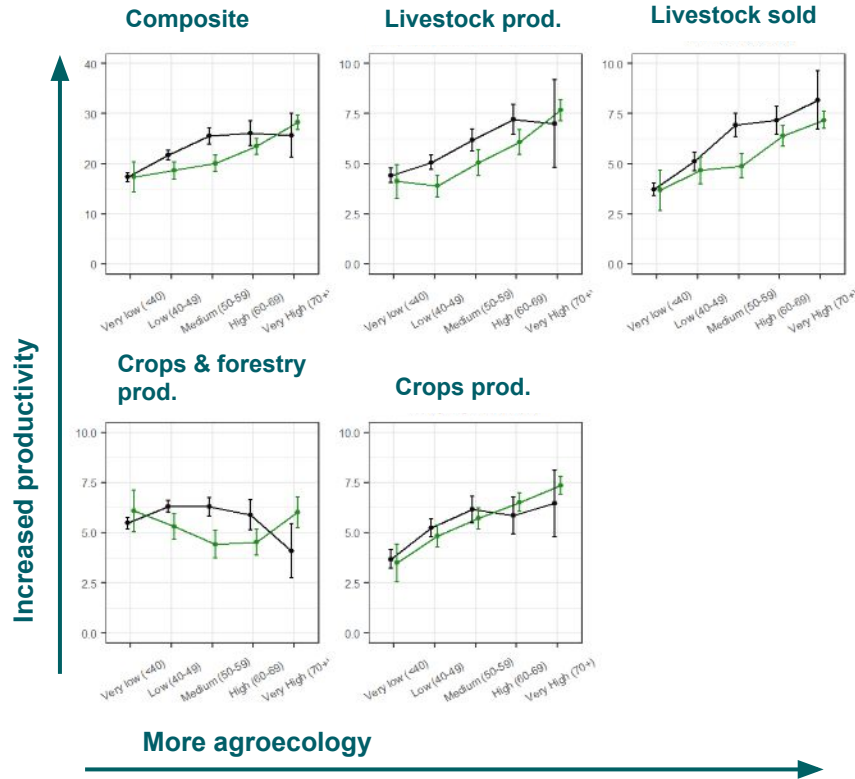 Composite
Livestock prod.
Livestock sold
40
30
20
10
0
10.0
7.5
5.0
2.5
0.0
10.0
7.5
5.0
2.5
0.0
Very low (<40)
Low (40-49)
Medium (50-59)
High (60-69)
Very High (70+)
Very low (<40)
Low (40-49)
Medium (50-59)
High (60-69)
Very High (70+)
Very low (<40)
Low (40-49)
Medium (50-59)
High (60-69)
Very High (70+)
Crops & forestry
prod.
Crops prod.
10.0
7.5
5.0
2.5
0.0
10.0
7.5
5.0
2.5
0.0
Very low (<40)
Low (40-49)
Medium (50-59)
High (60-69)
Very High (70+)
Very low (<40)
Low (40-49)
Medium (50-59)
High (60-69)
Very High (70+)
Increased productivity
More agroecology